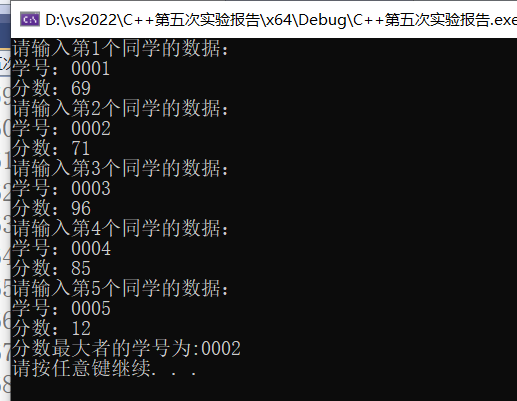 D:\vs2022\C++第五次实验报告\x64\Debug\C++第五次实验报告.exe
请输入第1个同学的数据：
学号：0001
分数：69
请输入第2个同学的数据：
学号：0002
分数：71
请输入第3个同学的数据：
学号：0003
分数：96
请输入第4个同学的数据：
学号：0004
分数：85
请输入第5个同学的数据：
学号：0005
分数：12
分数最大者的学号为:0002
请按任意键继续. . .